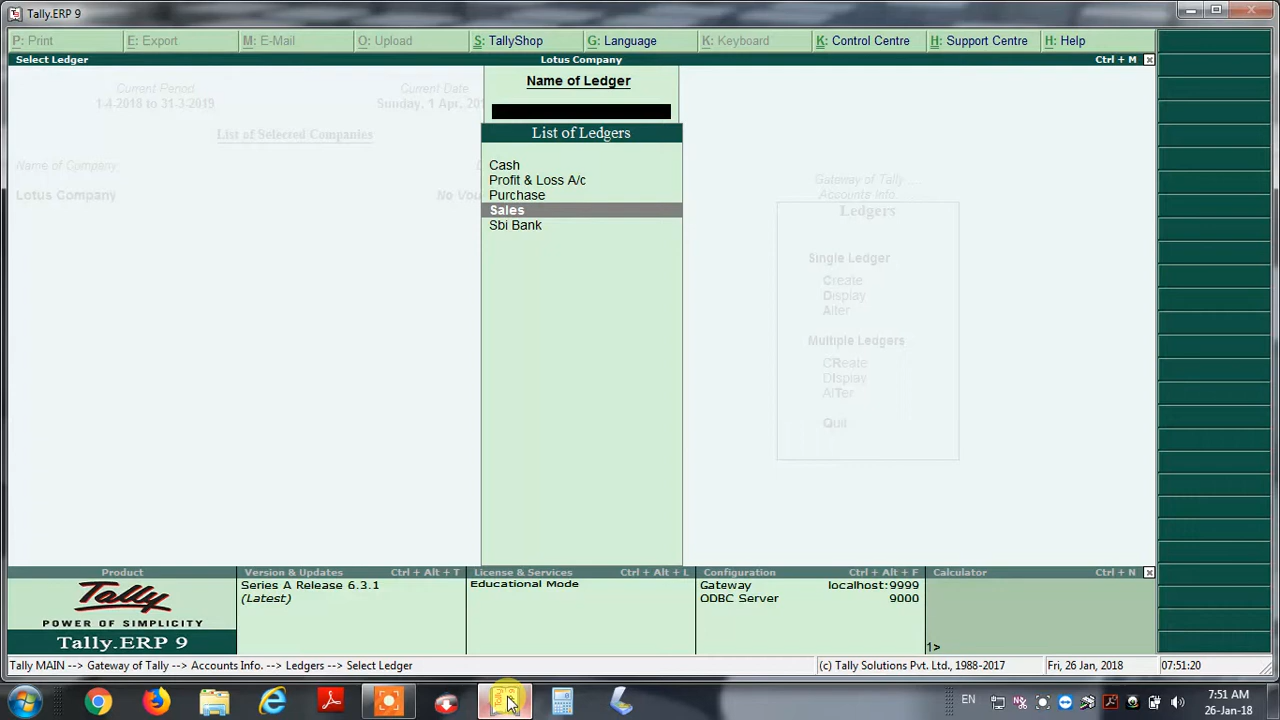 Tally.ERP 9
P: Print
E: Export
M: E-Mail
O: Upload
S: TallyShop
G: Language
K: Keyboard
K: Control Centre
H: Support Centre
H: Help
Select Ledger
Lotus Company
Ctrl + M
Current Period
1-4-2018 to 31-3-2019
Current Date
Sunday, 1 Apr, 20
List of Selected Companies
Name of Company
Lotus Company
No Vou
Name of Ledger
List of Ledgers
Cash
Profit & Loss A/c
Purchase
Sales
Sbi Bank
Gateway of Tally ...
Accounts Info.
Ledgers
Single Ledger
Create
Display
Alter
Multiple Ledgers
CReate
DIsplay
AlTer
Quit
Product
Tally
POWER OF SIMPLICITY
Tally.ERP 9
Version & Updates
Ctrl + Alt + T
Series A Release 6.3.1
(Latest)
License & Services
Ctrl + Alt + L
Educational Mode
Configuration
Ctrl + Alt + F
Gateway localhost:9999
ODBC Server 9000
Calculator
Ctrl + N
1>
Tally MAIN --> Gateway of Tally --> Accounts Info. --> Ledgers --> Select Ledger
(c) Tally Solutions Pvt. Ltd., 1988-2017
Fri, 26 Jan, 2018
07:51:20
EN
7:51 AM
26-Jan-18